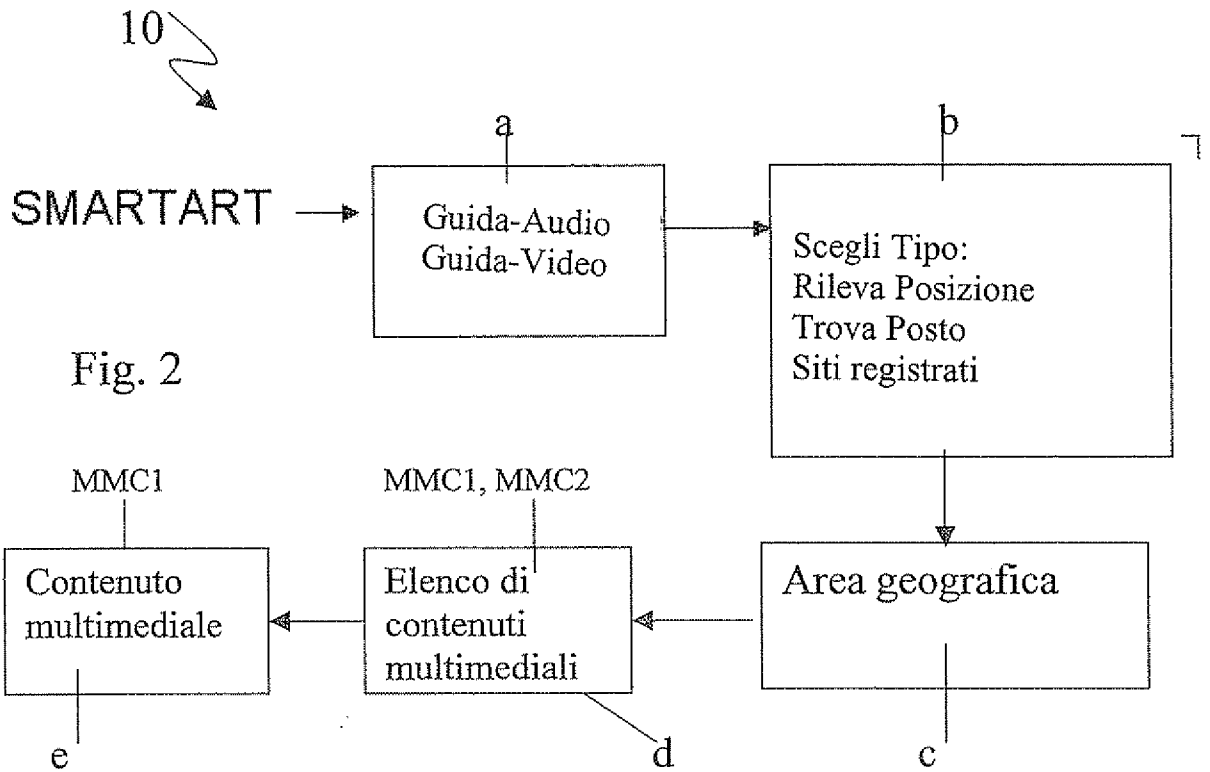 10
a
b
SMARTART
Guida-Audio
Guida-Video
Scegli Tipo:
Rileva Posizione
Trova Posto
Siti registrati
Fig. 2
MMC1
MMC1, MMC2
Contenuto
multimediale
Elenco di
contenuti
multimediali
Area geografica
e
d
c